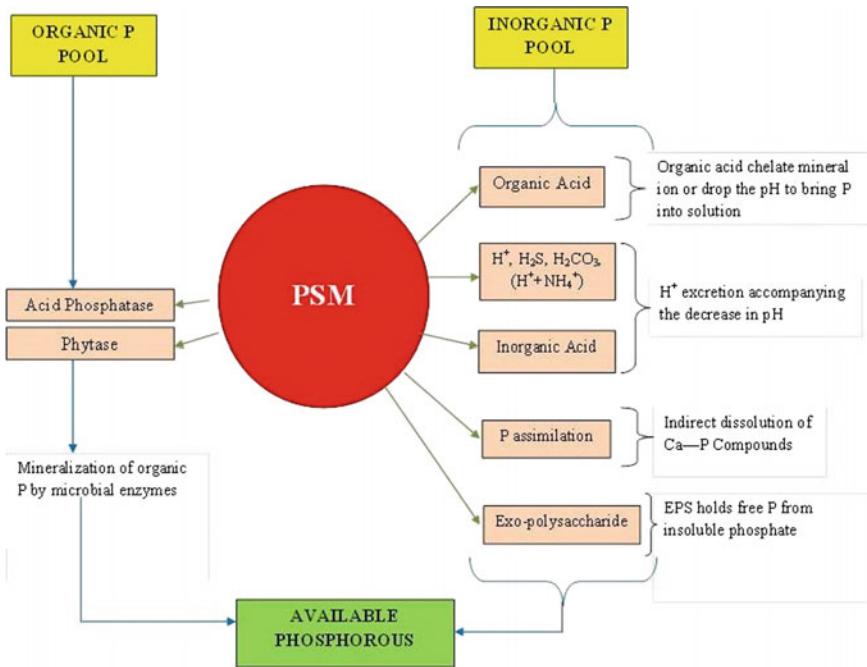 ORGANIC P
POOL
INORGANIC P
POOL
Organic Acid
Organic acid chelate mineral
ion or drop the pH to bring P
into solution
H⁺, H₂S, H₂CO₃,
(H⁺+ NH₄⁺)
H⁺ excretion accompanying
the decrease in pH
PSM
Acid Phosphatase
Phytase
Inorganic Acid
P assimilation
Indirect dissolution of
Ca—P Compounds
Mineralization of organic
P by microbial enzymes
Exo-polysaccharide
EPS holds free P from
insoluble phosphate
AVAILABLE
PHOSPHOROUS